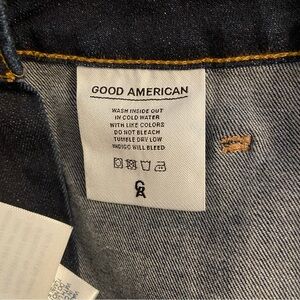 GOOD AMERICAN
WASH INSIDE OUT
IN COLD WATER
WITH LIKE COLORS
DO NOT BLEACH
TUMBLE DRY LOW
INDIGO WILL BLEED
GA